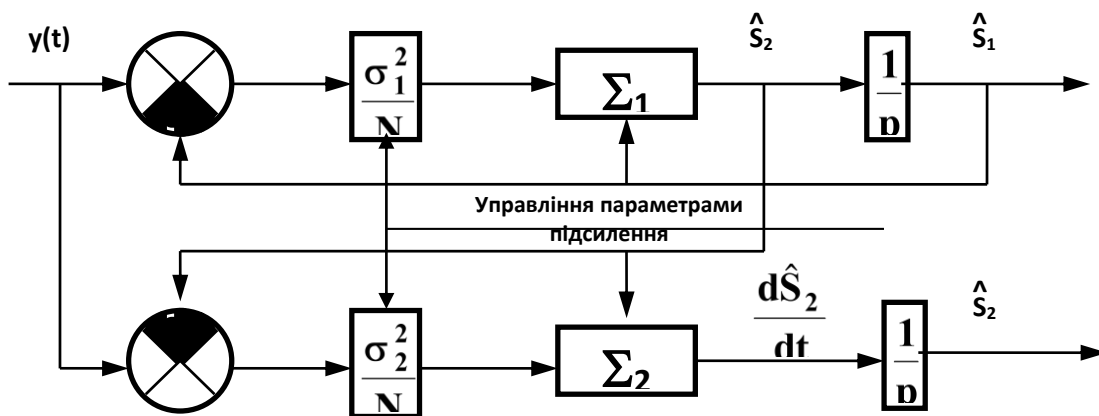 y(t)
σ₁²
N
Σ₁
Ŝ₂
1
p
Ŝ₁
Управління параметрами
підсилення
σ₂²
N
Σ₂
dŜ₂
dt
1
p
Ŝ₂